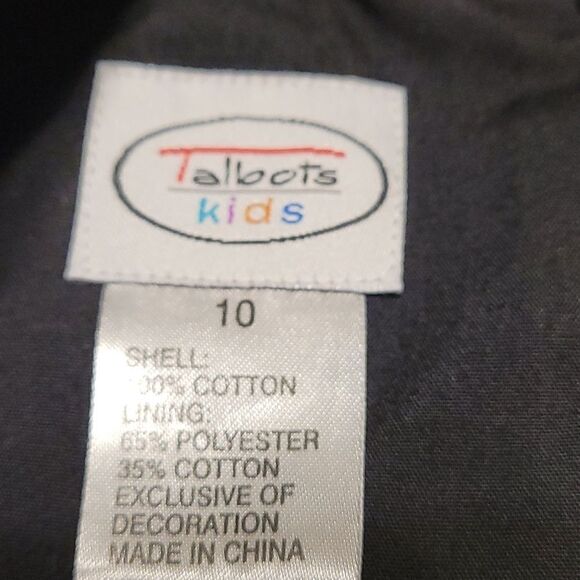 Talbots
kids
10
SHELL:
100% COTTON
LINING:
65% POLYESTER
35% COTTON
EXCLUSIVE OF
DECORATION
MADE IN CHINA